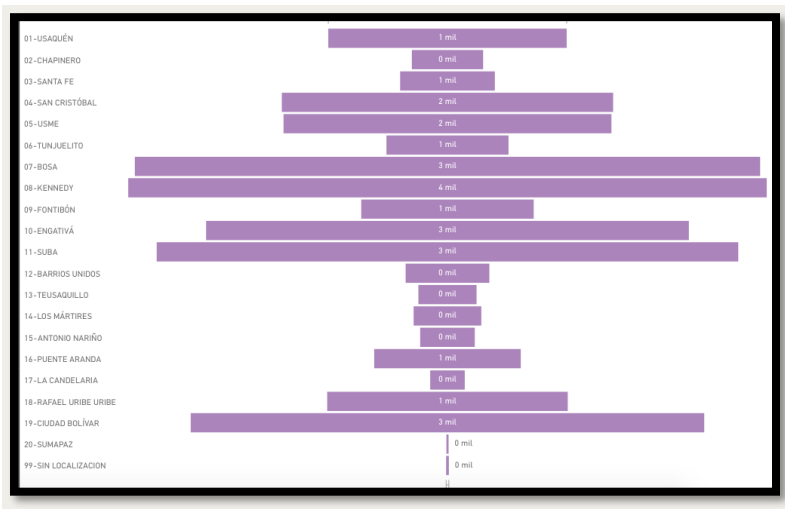 01-USAQUÉN 1 mil
02-CHAPINERO 0 mil
03-SANTA FE 1 mil
04-SAN CRISTÓBAL 2 mil
05-USME 2 mil
06-TUNJUELITO 1 mil
07-BOSA 3 mil
08-KENNEDY 4 mil
09-FONTIBÓN 1 mil
10-ENGATIVÁ 3 mil
11-SUBA 3 mil
12-BARRIOS UNIDOS 0 mil
13-TEUSAQUILLO 0 mil
14-LOS MÁRTIRES 0 mil
15-ANTONIO NARIÑO 0 mil
16-PUENTE ARANDA 1 mil
17-LA CANDELARIA 0 mil
18-RAFAEL URIBE URIBE 1 mil
19-CIUDAD BOLÍVAR 3 mil
20-SUMAPAZ 0 mil
99-SIN LOCALIZACION 0 mil